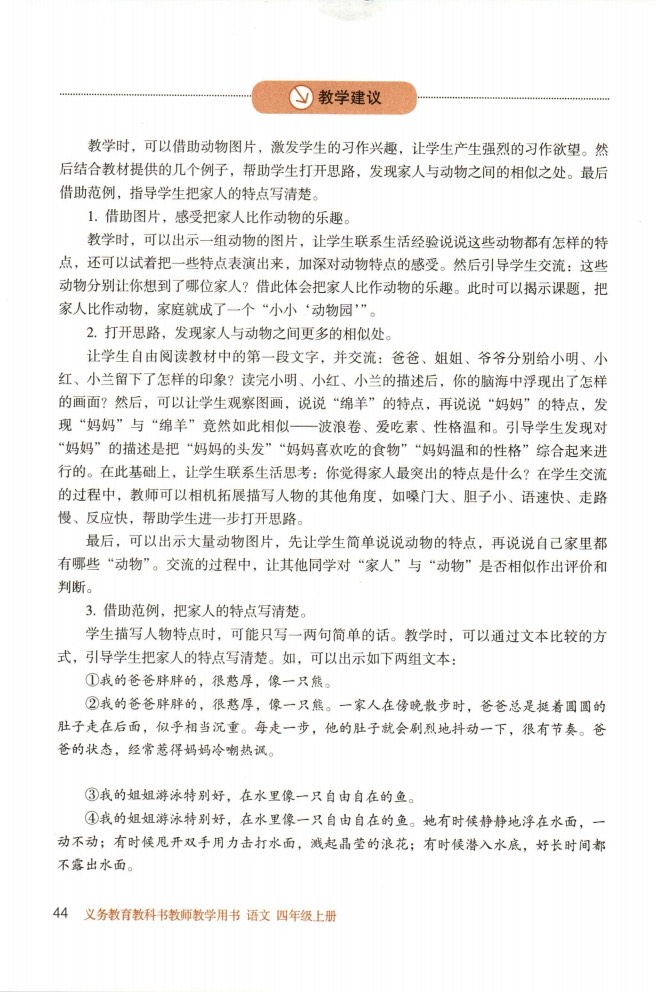 教学建议
教学时，可以借助动物图片，激发学生的习作兴趣，让学生产生强烈的习作欲望。然
后结合教材提供的几个例子，帮助学生打开思路，发现家人与动物之间的相似之处。最后
借助范例，指导学生把家人的特点写清楚。
1. 借助图片，感受把家人比作动物的乐趣。
教学时，可以出示一组动物的图片，让学生联系生活经验说说这些动物都有怎样的特
点，还可以试着把一些特点表演出来，加深对动物特点的感受。然后引导学生交流：这些
动物分别让你想到了哪位家人？借此体会把家人比作动物的乐趣。此时可以揭示课题，把
家人比作动物，家庭就成了一个“小小‘动物园’”。
2. 打开思路，发现家人与动物之间更多的相似处。
让学生自由阅读教材中的第一段文字，并交流：爸爸、姐姐、爷爷分别给小明、小
红、小兰留下了怎样的印象？读完小明、小红、小兰的描述后，你的脑海中浮现出了怎样
的画面？然后，可以让学生观察图画，说说“绵羊”的特点，再说说“妈妈”的特点，发
现“妈妈”与“绵羊”竟然如此相似——波浪卷、爱吃素、性格温和。引导学生发现对
“妈妈”的描述是把“妈妈的头发”“妈妈喜欢吃的食物”“妈妈温和的性格”综合起来进
行的。在此基础上，让学生联系生活思考：你觉得家人最突出的特点是什么？在学生交流
的过程中，教师可以相机拓展描写人物的其他角度，如嗓门大、胆子小、语速快、走路
慢、反应快，帮助学生进一步打开思路。
最后，可以出示大量动物图片，先让学生简单说说动物的特点，再说说自己家里都
有哪些“动物”。交流的过程中，让其他同学对“家人”与“动物”是否相似作出评价和
判断。
3. 借助范例，把家人的特点写清楚。
学生描写人物特点时，可能只写一两句简单的话。教学时，可以通过文本比较的方
式，引导学生把家人的特点写清楚。如，可以出示如下两组文本：
①我的爸爸胖胖的，很憨厚，像一只熊。
②我的爸爸胖胖的，很憨厚，像一只熊。一家人在傍晚散步时，爸爸总是挺着圆圆的
肚子走在后面，似乎相当沉重。每走一步，他的肚子就会剧烈地抖动一下，很有节奏。爸
爸的状态，经常惹得妈妈冷嘲热讽。
③我的姐姐游泳特别好，在水里像一只自由自在的鱼。
④我的姐姐游泳特别好，在水里像一只自由自在的鱼。她有时候静静地浮在水面，一
动不动；有时候甩开双手用力击打水面，溅起晶莹的浪花；有时候潜入水底，好长时间都
不露出水面。
44 义务教育教科书教师教学用书 语文 四年级上册